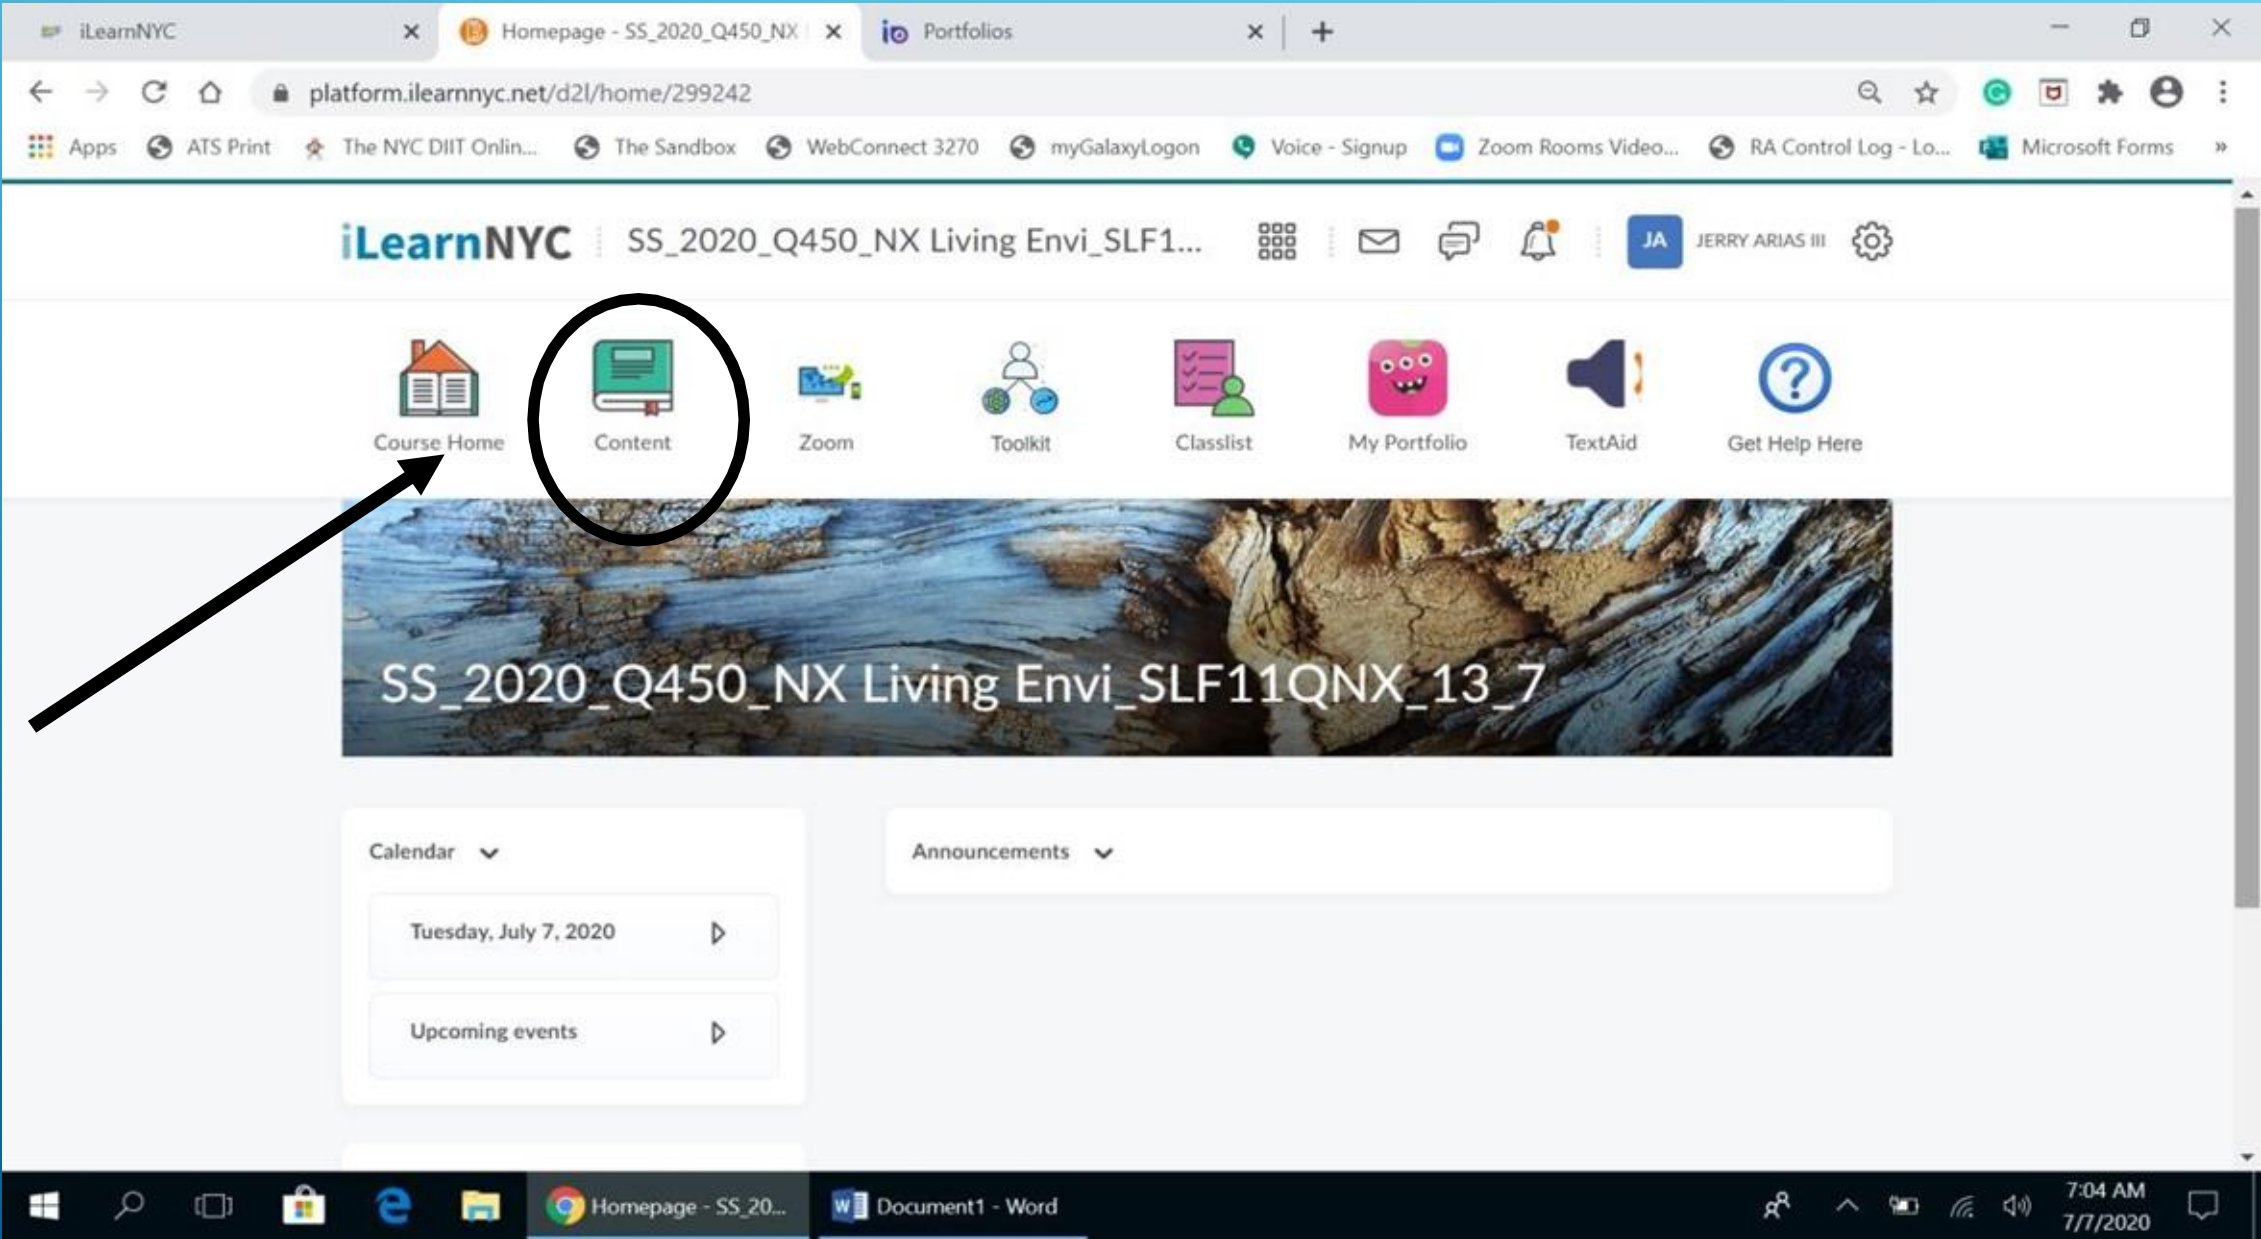 iLearnNYC
Homepage - SS_2020_Q450_NX
Portfolios
platform.ilearnnyc.net/d2l/home/299242
Apps ATS Print The NYC DIIT Onlin... The Sandbox WebConnect 3270 myGalaxyLogon Voice - Signup Zoom Rooms Video... RA Control Log - Lo... Microsoft Forms »
iLearnNYC SS_2020_Q450_NX Living Envi_SLF1... JA JERRY ARIAS III
Course Home Content Zoom Toolkit Classlist My Portfolio TextAid Get Help Here
SS_2020_Q450_NX Living Envi_SLF11QNX_13_7
Calendar
Announcements
Tuesday, July 7, 2020
Upcoming events
Homepage - SS_20...
Document1 - Word
7:04 AM
7/7/2020